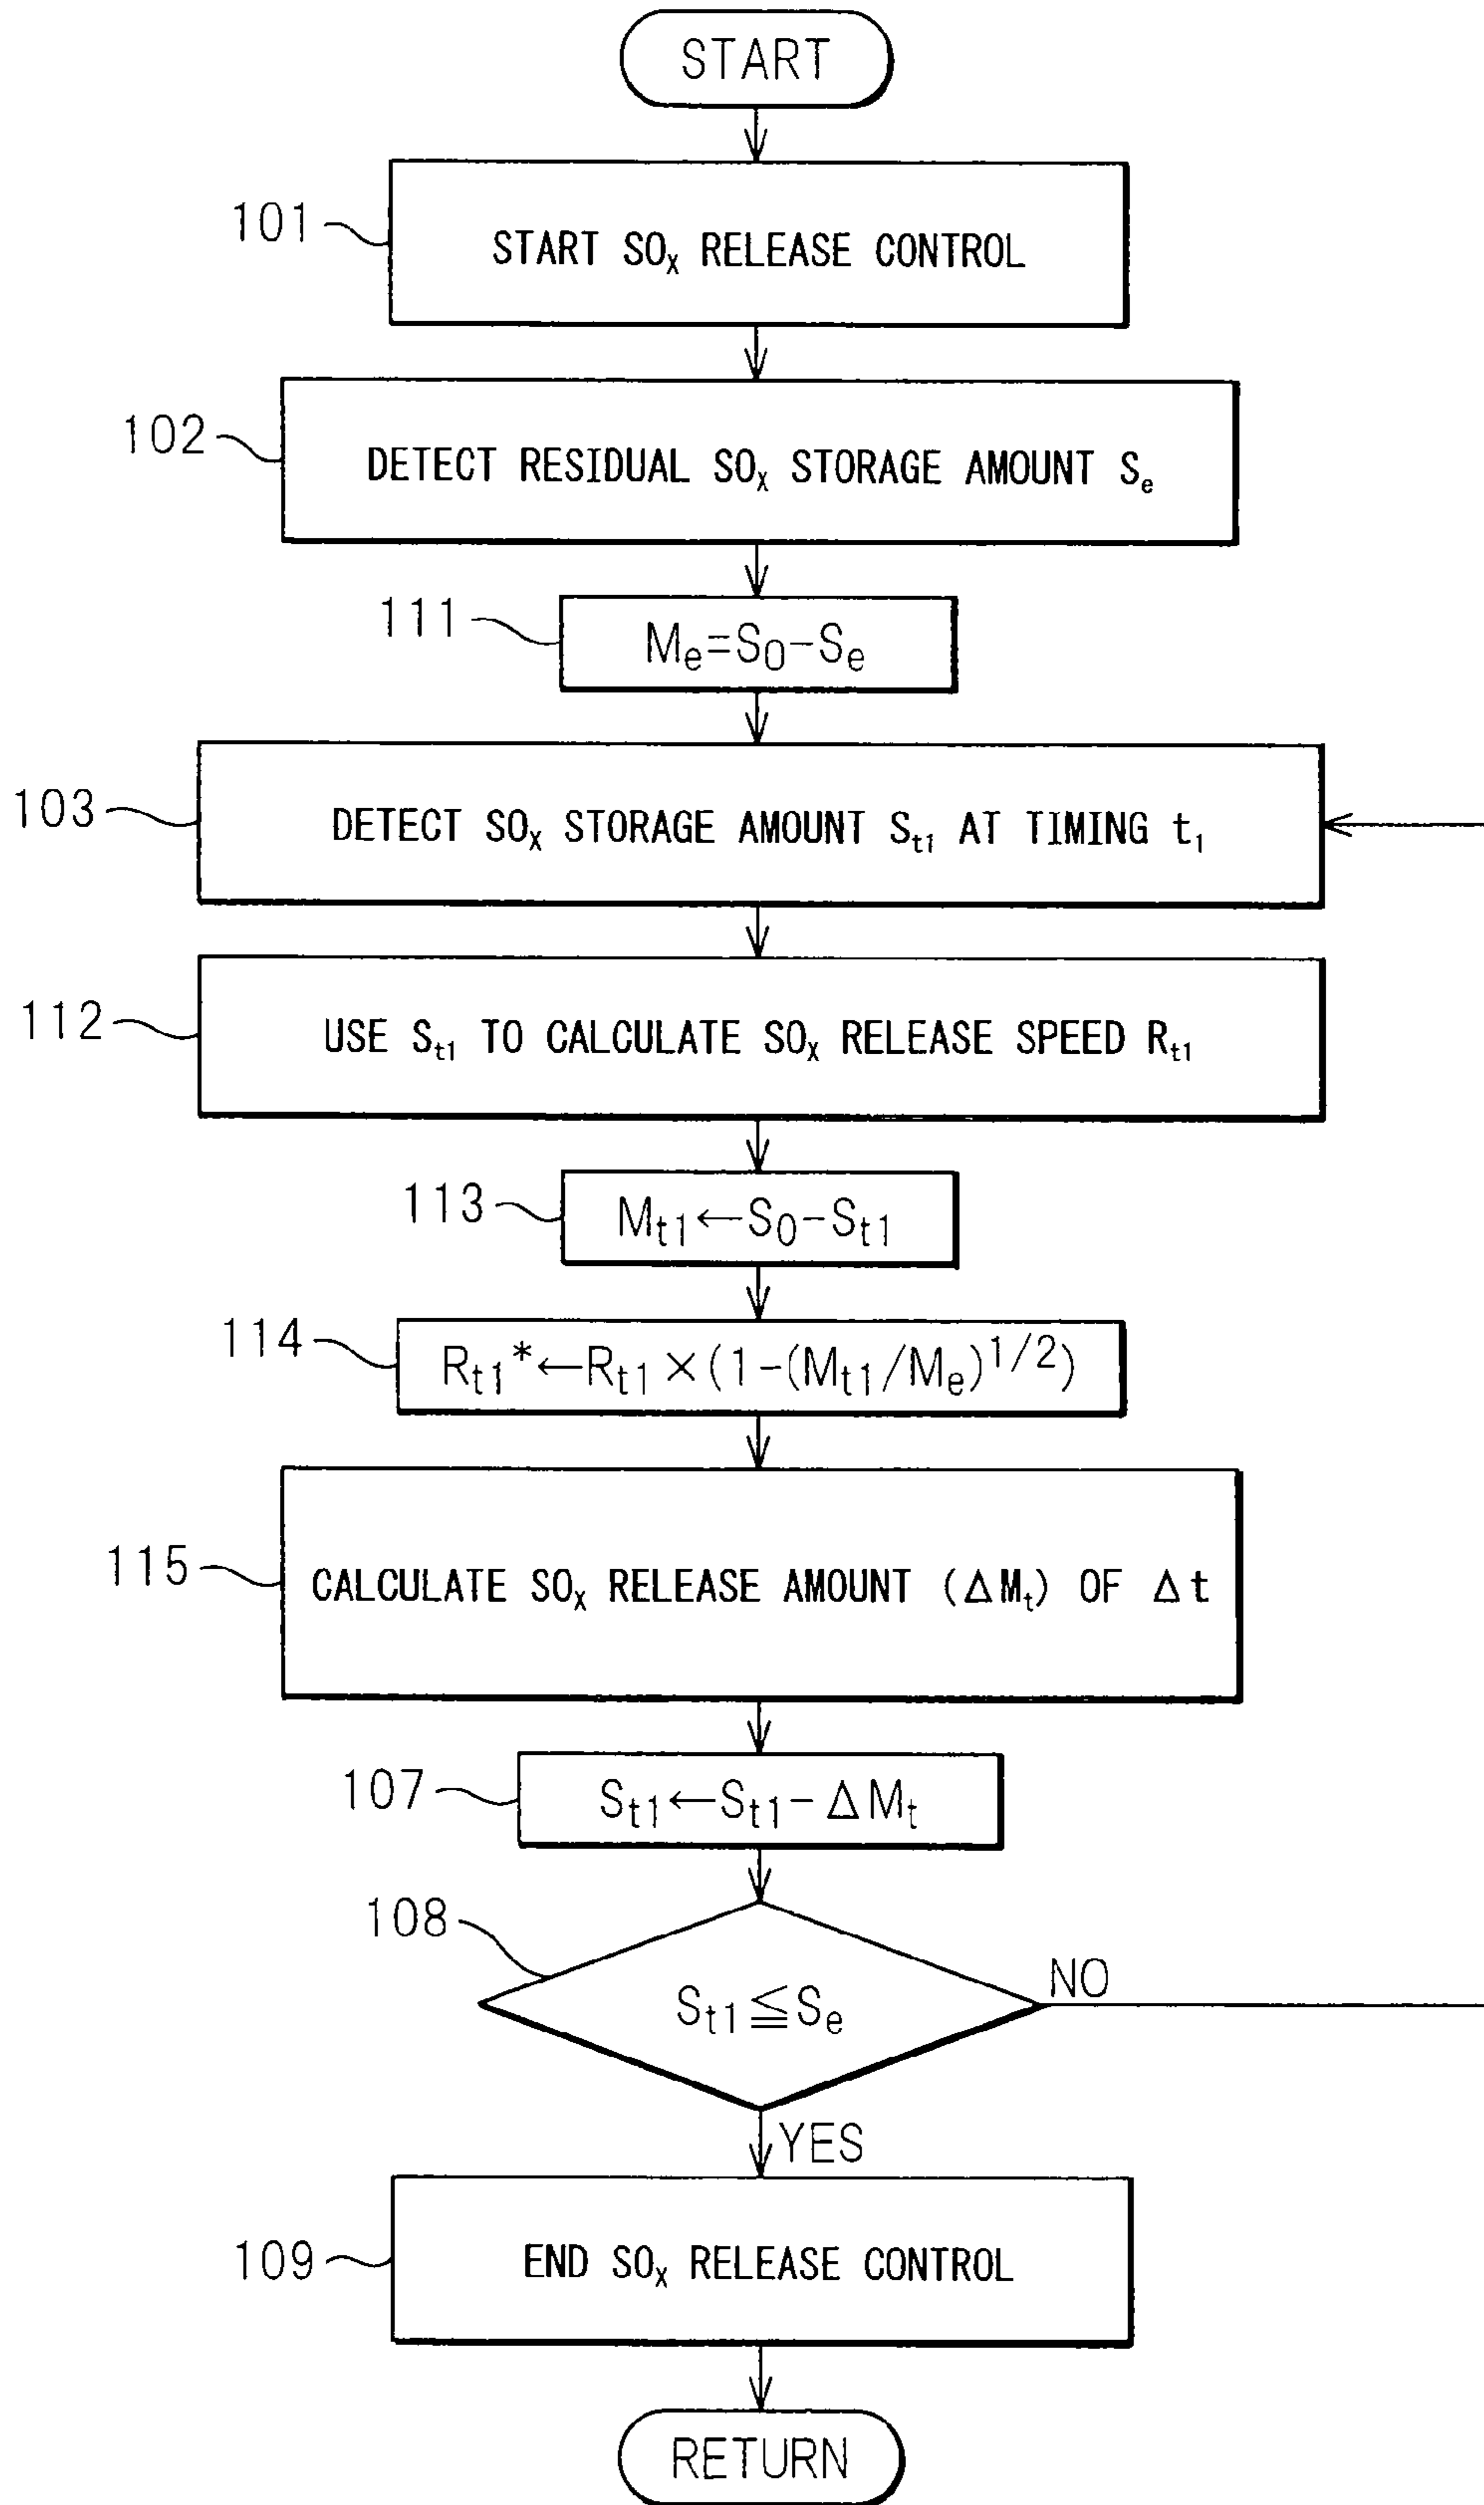 START
101
START SOₓ RELEASE CONTROL
102
DETECT RESIDUAL SOₓ STORAGE AMOUNT Sₑ
111
Mₑ=S₀−Sₑ
103
DETECT SOₓ STORAGE AMOUNT Sₜ₁ AT TIMING t₁
112
USE Sₜ₁ TO CALCULATE SOₓ RELEASE SPEED Rₜ₁
113
Mₜ₁←S₀−Sₜ₁
114
Rₜ₁*←Rₜ₁×(1−(Mₜ₁/Mₑ)^1/2)
115
CALCULATE SOₓ RELEASE AMOUNT (ΔMₜ) OF Δt
107
Sₜ₁←Sₜ₁−ΔMₜ
108
Sₜ₁≦Sₑ
NO
YES
109
END SOₓ RELEASE CONTROL
RETURN